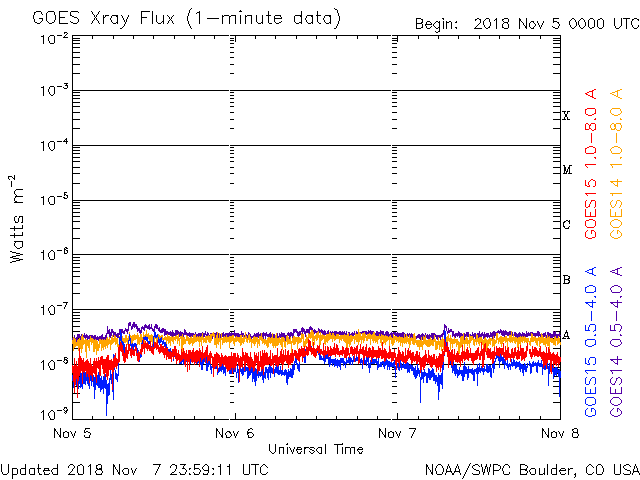 GOES Xray Flux (1-minute data)
Begin: 2018 Nov 5 0000 UTC
10⁻²
10⁻³
10⁻⁴
10⁻⁵
10⁻⁶
10⁻⁷
10⁻⁸
10⁻⁹
Watts m⁻²
X
M
C
B
A
GOES15 1.0-8.0 A
GOES14 1.0-8.0 A
GOES15 0.5-4.0 A
GOES14 0.5-4.0 A
Nov 5
Nov 6
Nov 7
Nov 8
Universal Time
Updated 2018 Nov 7 23:59:11 UTC
NOAA/SWPC Boulder, CO USA